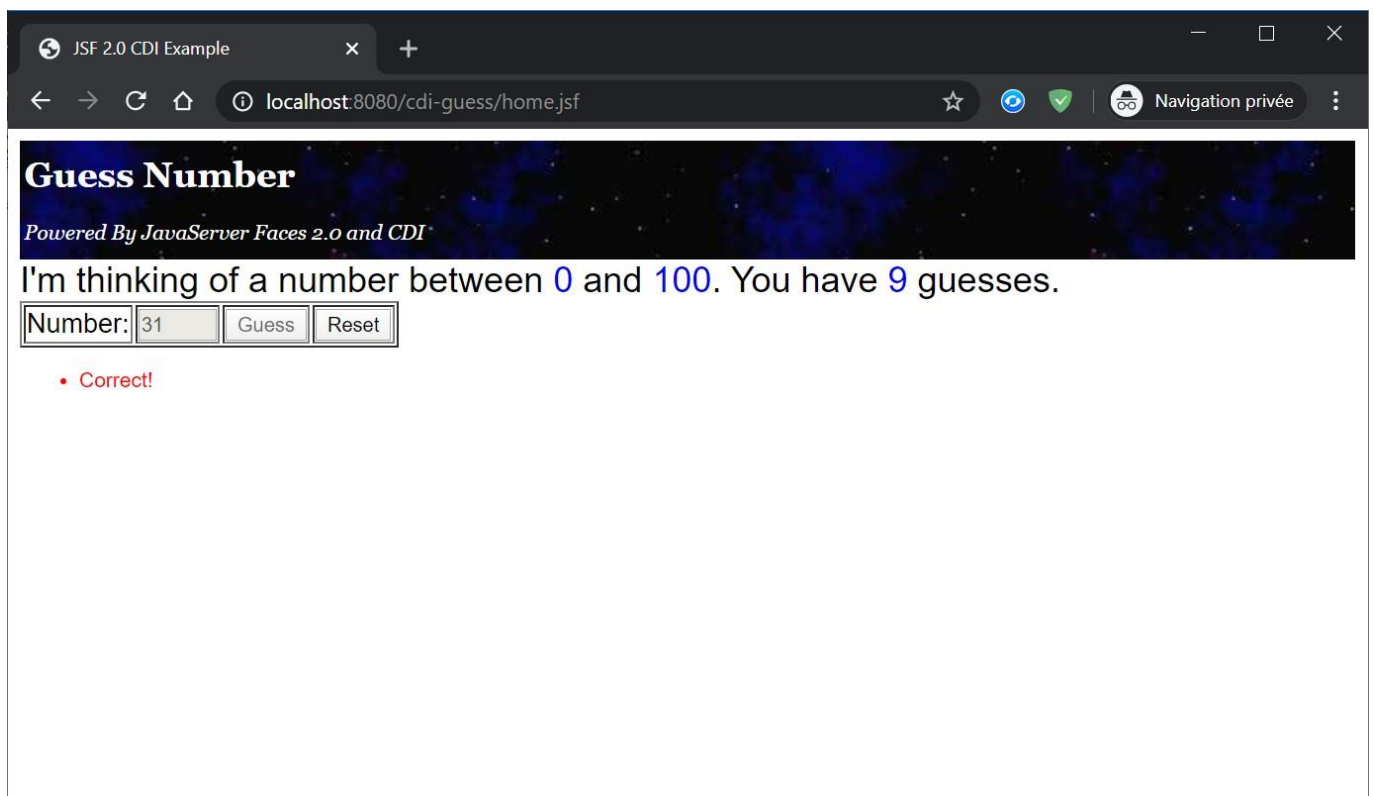 JSF 2.0 CDI Example
localhost:8080/cdi-guess/home.jsf
Navigation privée
Guess Number
Powered By JavaServer Faces 2.0 and CDI
I'm thinking of a number between 0 and 100. You have 9 guesses.
Number: 31 Guess Reset
• Correct!